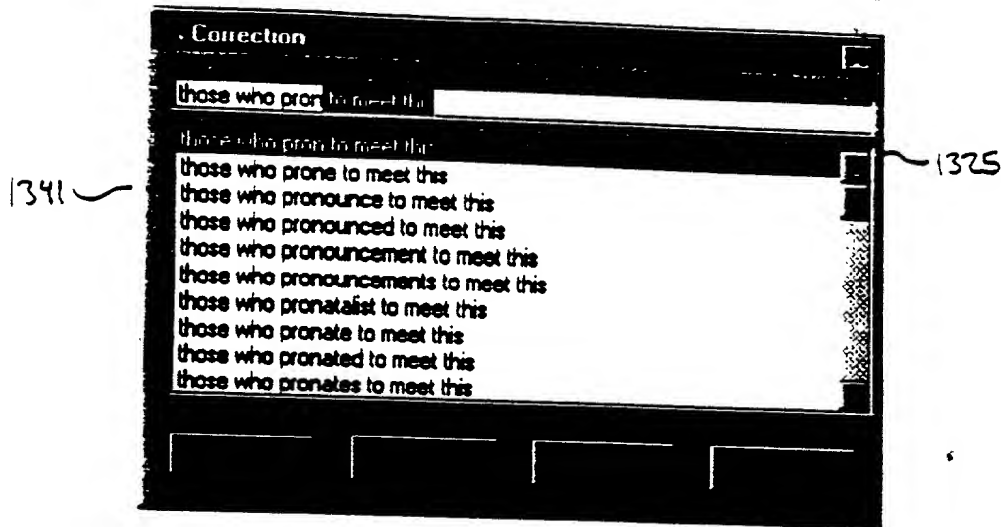 Correction
those who pron to meet thi
those who pron to meet this
those who prone to meet this
1341
1325
those who pronounce to meet this
those who pronounced to meet this
those who pronouncement to meet this
those who pronouncements to meet this
those who pronatalist to meet this
those who pronate to meet this
those who pronated to meet this
those who pronates to meet this